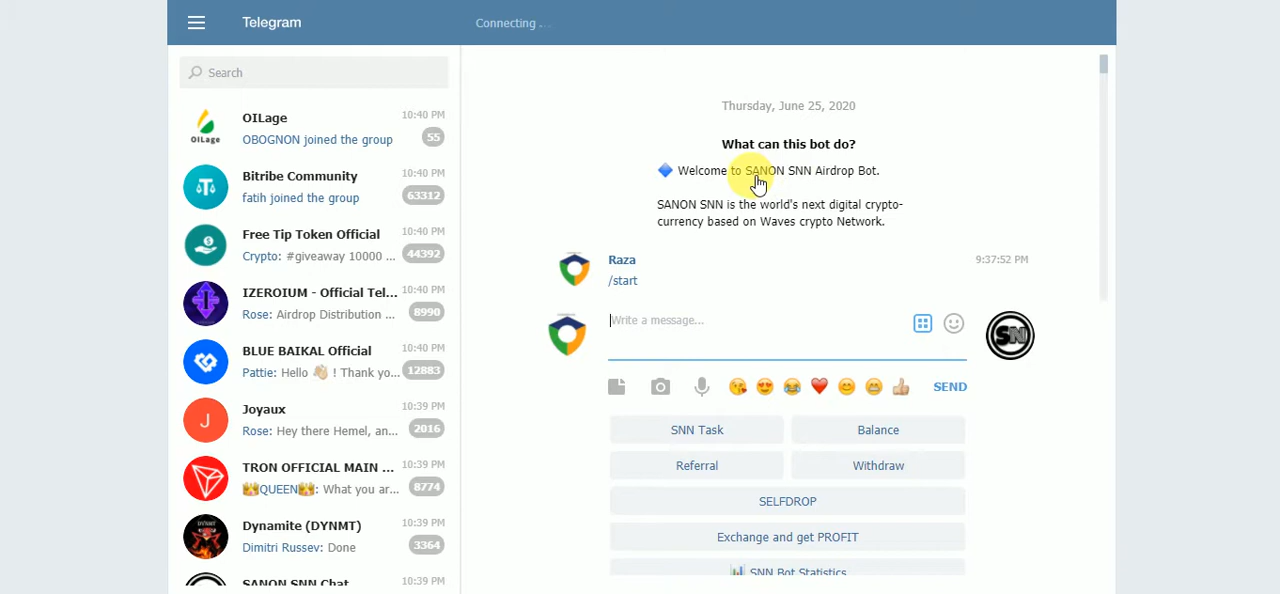 Telegram
Connecting ...
Search
OILage
OILage 10:40 PM
OBOGNON joined the group 55
Bitribe Community 10:40 PM
fatih joined the group 63312
Free Tip Token Official 10:40 PM
Crypto: #giveaway 10000 ... 44392
IZEROIUM - Official Tel... 10:40 PM
Rose: Airdrop Distribution ... 8990
BLUE BAIKAL Official 10:40 PM
Pattie: Hello 👋🏻 ! Thank yo... 12883
J
Joyaux 10:39 PM
Rose: Hey there Hemel, an... 2016
TRON OFFICIAL MAIN ... 10:39 PM
👑QUEEN👑: What you ar... 8774
Dynamite (DYNMT) 10:39 PM
Dimitri Russev: Done 3364
SANON SNN Chat 10:39 PM
Thursday, June 25, 2020
What can this bot do?
🔷 Welcome to SANON SNN Airdrop Bot.
SANON SNN is the world's next digital crypto-
currency based on Waves crypto Network.
Raza 9:37:52 PM
/start
Write a message...
SN
SEND
SNN Task Balance
Referral Withdraw
SELFDROP
Exchange and get PROFIT
📊 SNN Bot Statistics